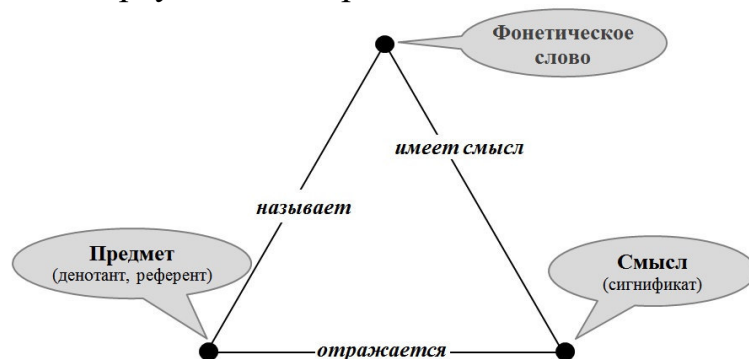 Фонетическое
слово
имеет смысл
называет
Предмет
(денотант, референт)
Смысл
(сигнификат)
отражается